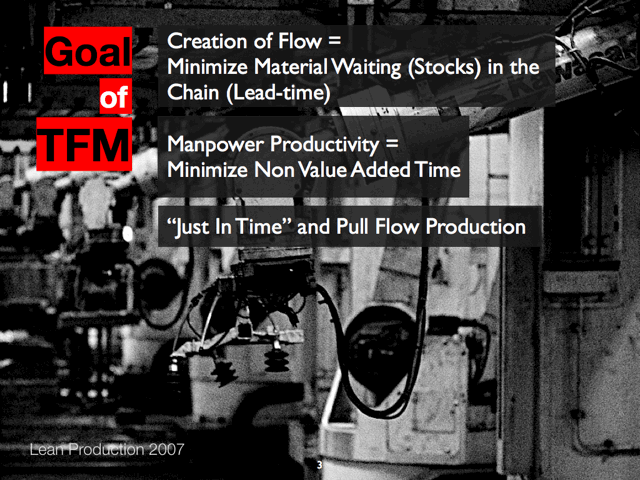 Goal
of
TFM
Creation of Flow =
Minimize Material Waiting (Stocks) in the
Chain (Lead-time)
Manpower Productivity =
Minimize Non Value Added Time
“Just In Time” and Pull Flow Production
Lean Production 2007
3